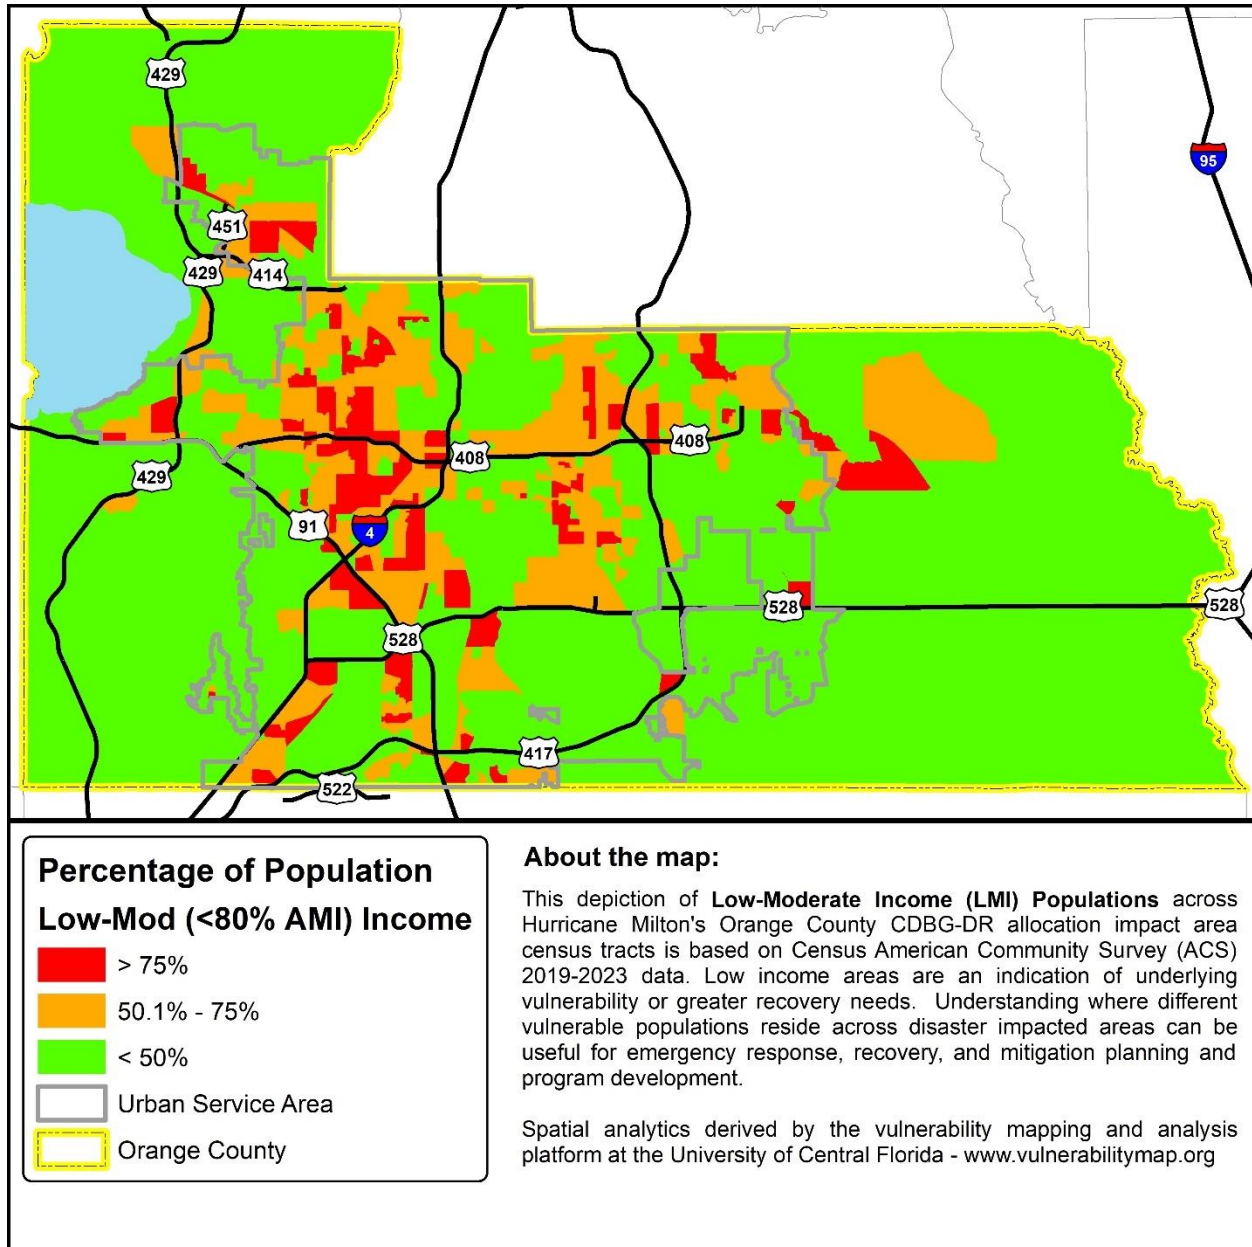 429
95
451
429
414
408
408
429
91
4
528
528
528
417
522
Percentage of Population
Low-Mod (<80% AMI) Income
> 75%
50.1% - 75%
< 50%
Urban Service Area
Orange County
About the map:
This depiction of Low-Moderate Income (LMI) Populations across
Hurricane Milton's Orange County CDBG-DR allocation impact area
census tracts is based on Census American Community Survey (ACS)
2019-2023 data. Low income areas are an indication of underlying
vulnerability or greater recovery needs. Understanding where different
vulnerable populations reside across disaster impacted areas can be
useful for emergency response, recovery, and mitigation planning and
program development.
Spatial analytics derived by the vulnerability mapping and analysis
platform at the University of Central Florida - www.vulnerabilitymap.org